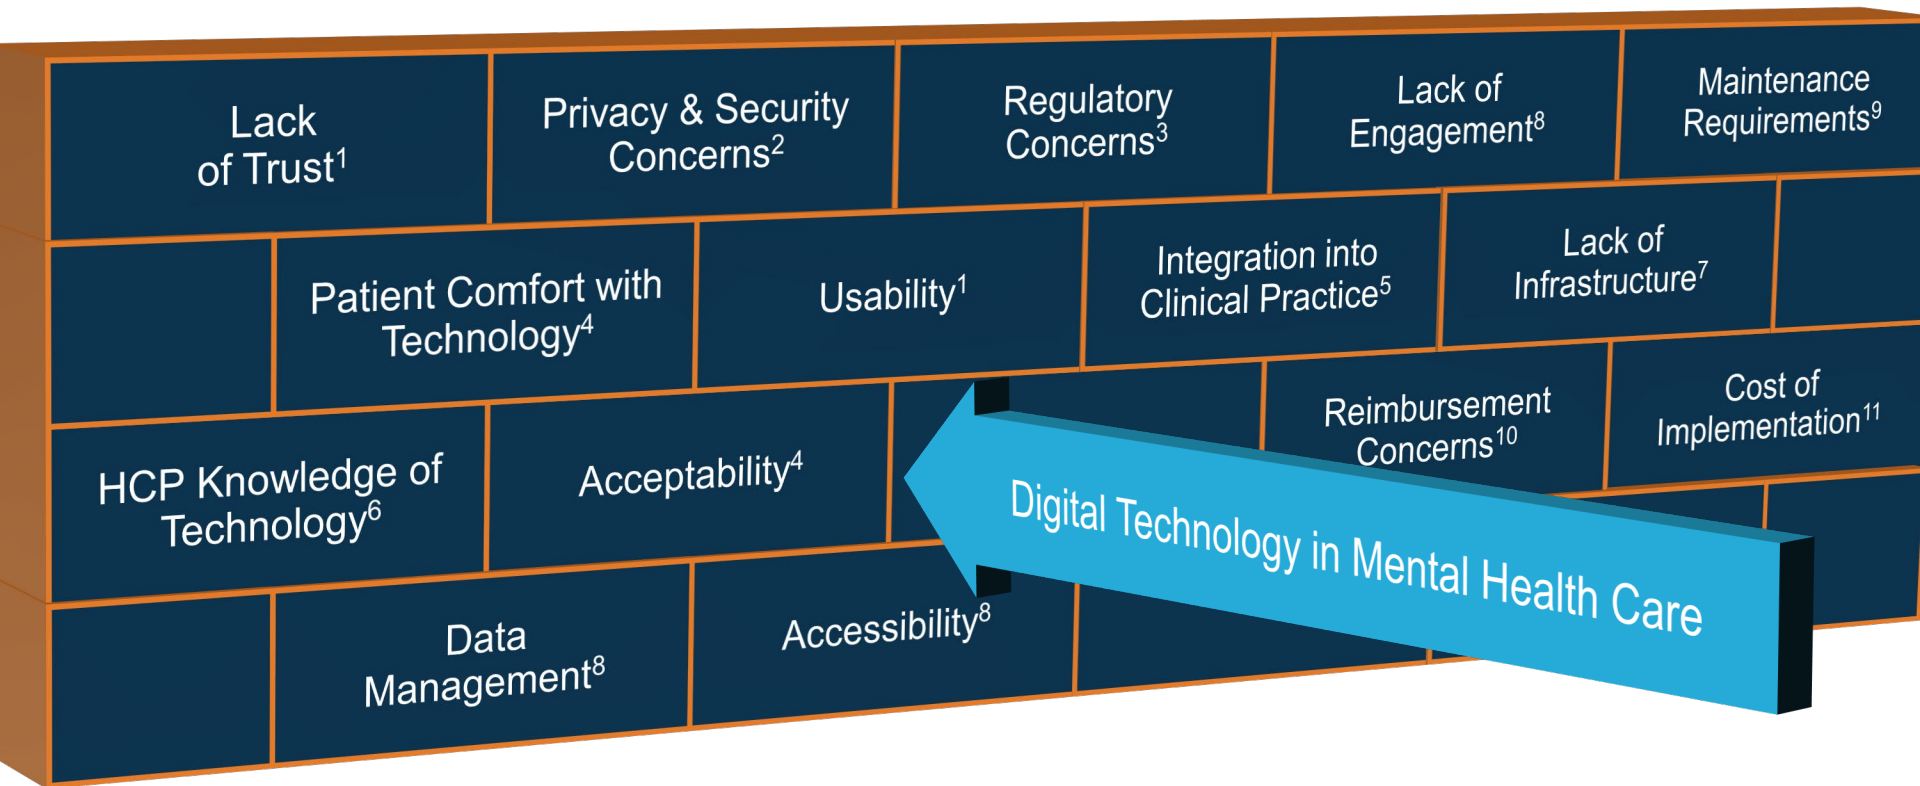 Lack
of Trust¹
Privacy & Security
Concerns²
Regulatory
Concerns³
Lack of
Engagement⁸
Maintenance
Requirements⁹
Patient Comfort with
Technology⁴
Usability¹
Integration into
Clinical Practice⁵
Lack of
Infrastructure⁷
HCP Knowledge of
Technology⁶
Acceptability⁴
Reimbursement
Concerns¹⁰
Cost of
Implementation¹¹
Data
Management⁸
Accessibility⁸
Digital Technology in Mental Health Care